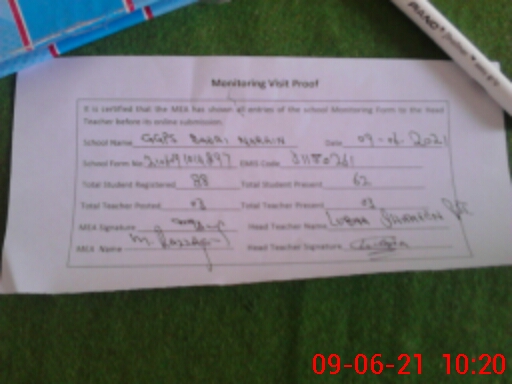 PIANO
Monitoring Visit Proof
It is certified that the MEA has shown all entries of the school Monitoring Form to the Head
Teacher before its online submission.
School Name GGPS Date 09-06-2021
School Form No EMIS Code
Total Student Registered 88 Total Student Present 62
Total Teacher Posted 03 Total Teacher Present 03
MEA Signature Head Teacher Name
MEA Name M. Head Teacher Signature
09-06-21 10:20